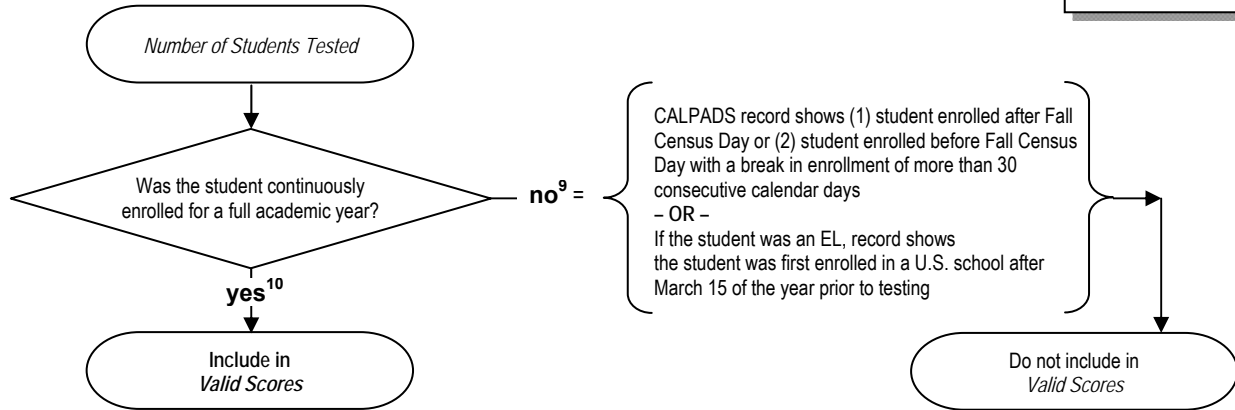 Number of Students Tested
Was the student continuously
enrolled for a full academic year?
no9 =
CALPADS record shows (1) student enrolled after Fall
Census Day or (2) student enrolled before Fall Census
Day with a break in enrollment of more than 30
consecutive calendar days
– OR –
If the student was an EL, record shows
the student was first enrolled in a U.S. school after
March 15 of the year prior to testing
yes10
Include in
Valid Scores
Do not include in
Valid Scores